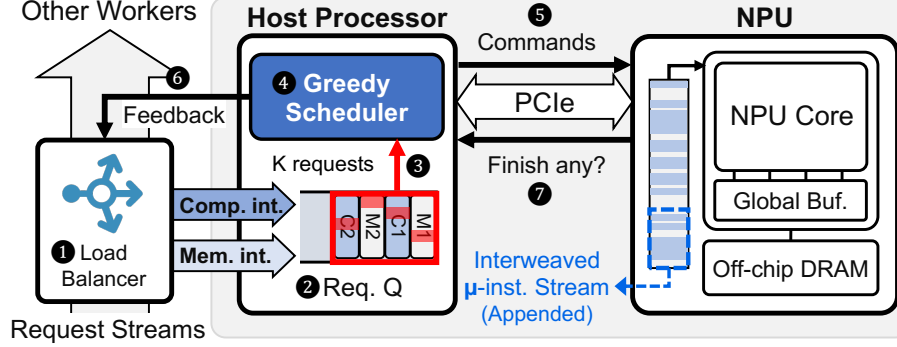 Other Workers
Host Processor
NPU
❺
Commands
❻
❹ Greedy
Scheduler
Feedback
PCIe
NPU Core
K requests
❸
Finish any?
❼
Global Buf.
Comp. int.
Mem. int.
C2
M2
C1
M1
❶ Load
Balancer
❷ Req. Q
Interweaved
μ-inst. Stream
(Appended)
Off-chip DRAM
Request Streams